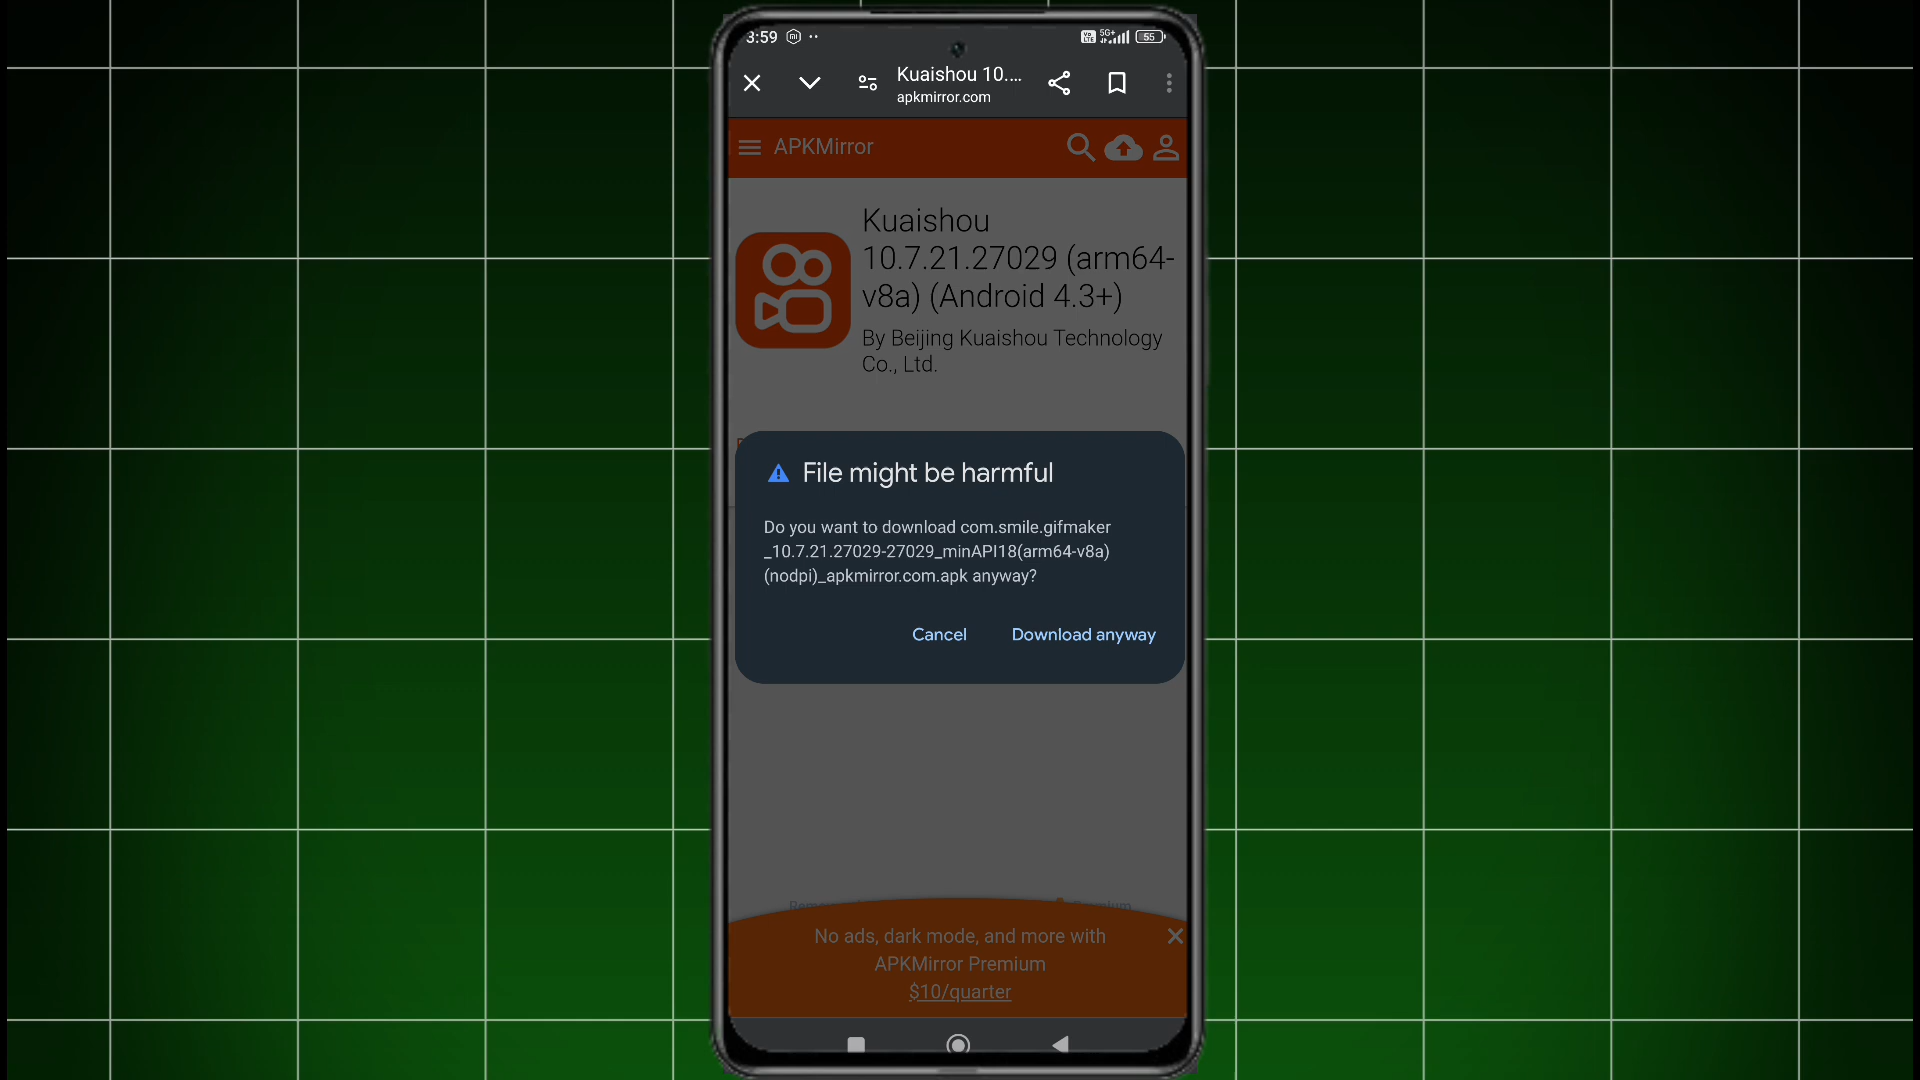 3:59
5G+
55
Kuaishou 10....
apkmirror.com
APKMirror
Kuaishou
10.7.21.27029 (arm64-
v8a) (Android 4.3+)
By Beijing Kuaishou Technology
Co., Ltd.
File might be harmful
Do you want to download com.smile.gifmaker
_10.7.21.27029-27029_minAPI18(arm64-v8a)
(nodpi)_apkmirror.com.apk anyway?
Cancel
Download anyway
No ads, dark mode, and more with
APKMirror Premium
$10/quarter